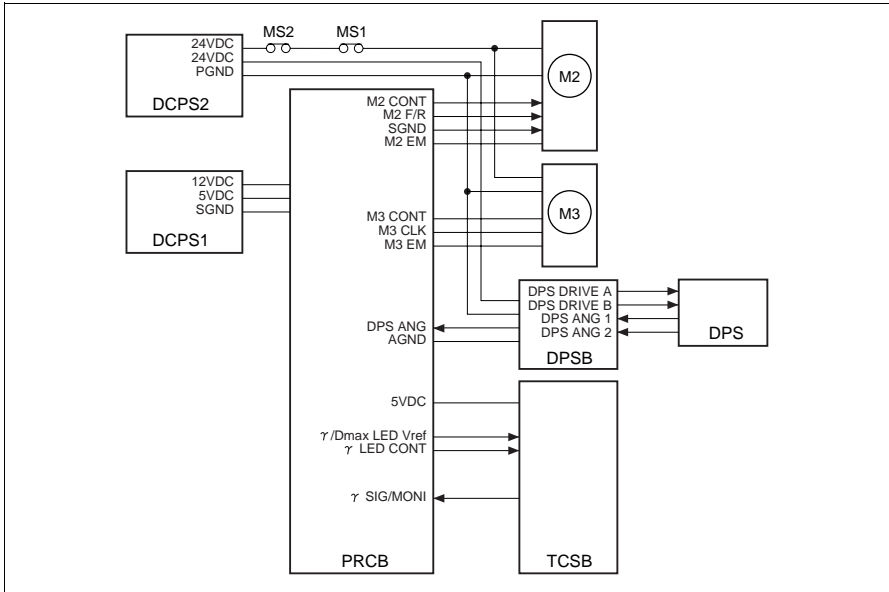 24VDC
24VDC
PGND
DCPS2
MS2
MS1
M2
M2 CONT
M2 F/R
SGND
M2 EM
12VDC
5VDC
SGND
DCPS1
M3
M3 CONT
M3 CLK
M3 EM
DPS DRIVE A
DPS DRIVE B
DPS ANG 1
DPS ANG 2
DPSB
DPS
DPS ANG
AGND
5VDC
γ/Dmax LED Vref
γ LED CONT
γ SIG/MONI
PRCB
TCSB